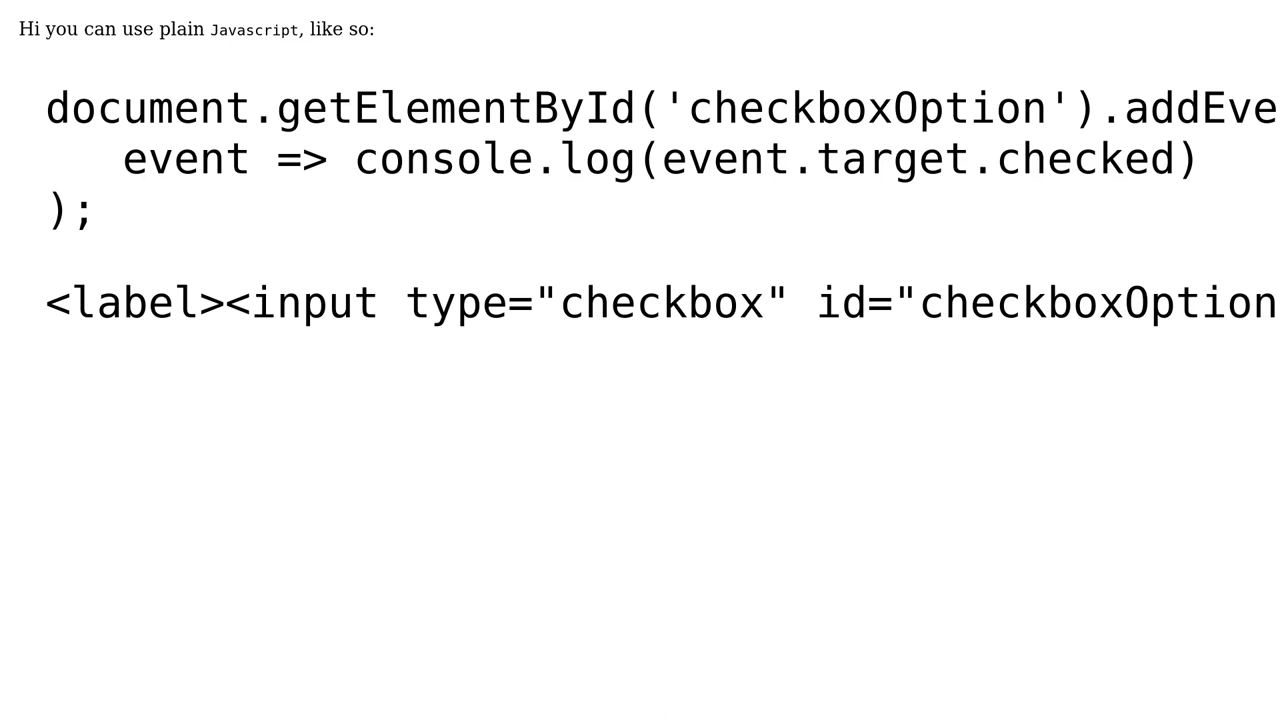 Hi you can use plain Javascript, like so:
document.getElementById('checkboxOption').addEve
event => console.log(event.target.checked)
);
<label><input type="checkbox" id="checkboxOption